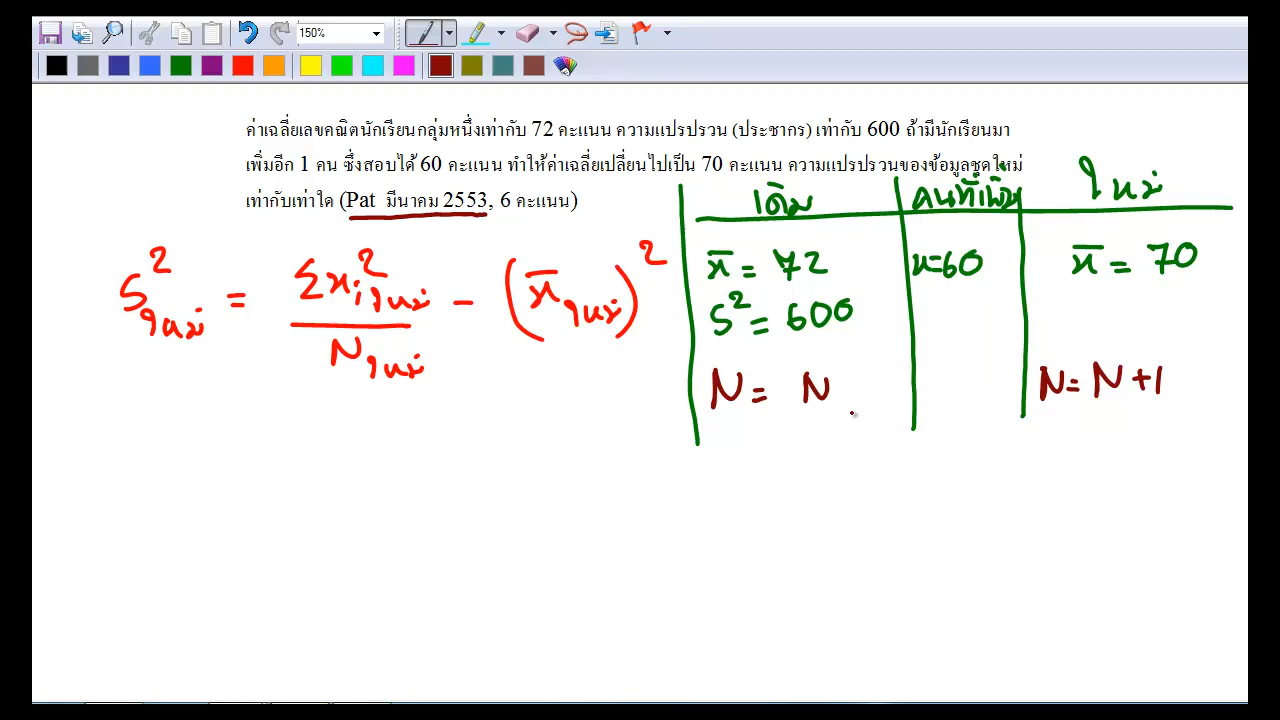 150%
ค่าเฉลี่ยเลขคณิตนักเรียนกลุ่มหนึ่งเท่ากับ 72 คะแนน ความแปรปรวน (ประชากร) เท่ากับ 600 ถ้ามีนักเรียนมา
เพิ่มอีก 1 คน ซึ่งสอบได้ 60 คะแนน ทำให้ค่าเฉลี่ยเปลี่ยนไปเป็น 70 คะแนน ความแปรปรวนของข้อมูลชุดใหม่
เท่ากับเท่าใด (Pat มีนาคม 2553, 6 คะแนน)
เดิม คนที่เพิ่ม ใหม่
x̄ = 72 x=60 x̄ = 70
S² = 600
N = N N = N+1
S²ใหม่ = Σxᵢ²ใหม่ / Nใหม่ - (x̄ใหม่)²